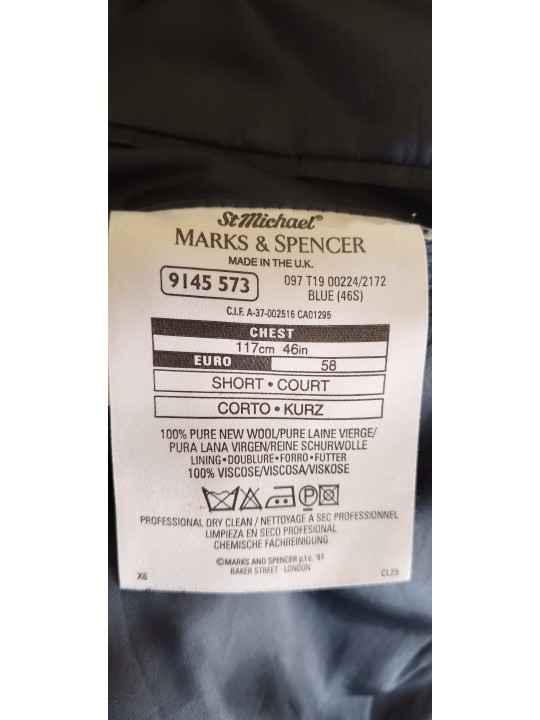 St Michael®
MARKS & SPENCER
MADE IN THE U.K.
9145 573
097 T19 00224/2172
BLUE (46S)
C.I.F. A-37-002516 CA01295
CHEST
117cm 46in
EURO 58
SHORT • COURT
CORTO • KURZ
100% PURE NEW WOOL/PURE LAINE VIERGE/
PURA LANA VIRGEN/REINE SCHURWOLLE
LINING•DOUBLURE•FORRO•FUTTER
100% VISCOSE/VISCOSA/VISKOSE
P
PROFESSIONAL DRY CLEAN / NETTOYAGE A SEC PROFESSIONNEL
LIMPIEZA EN SECO PROFESIONAL
CHEMISCHE FACHREINIGUNG
©MARKS AND SPENCER p.l.c. '97
BAKER STREET · LONDON
X6
CL25